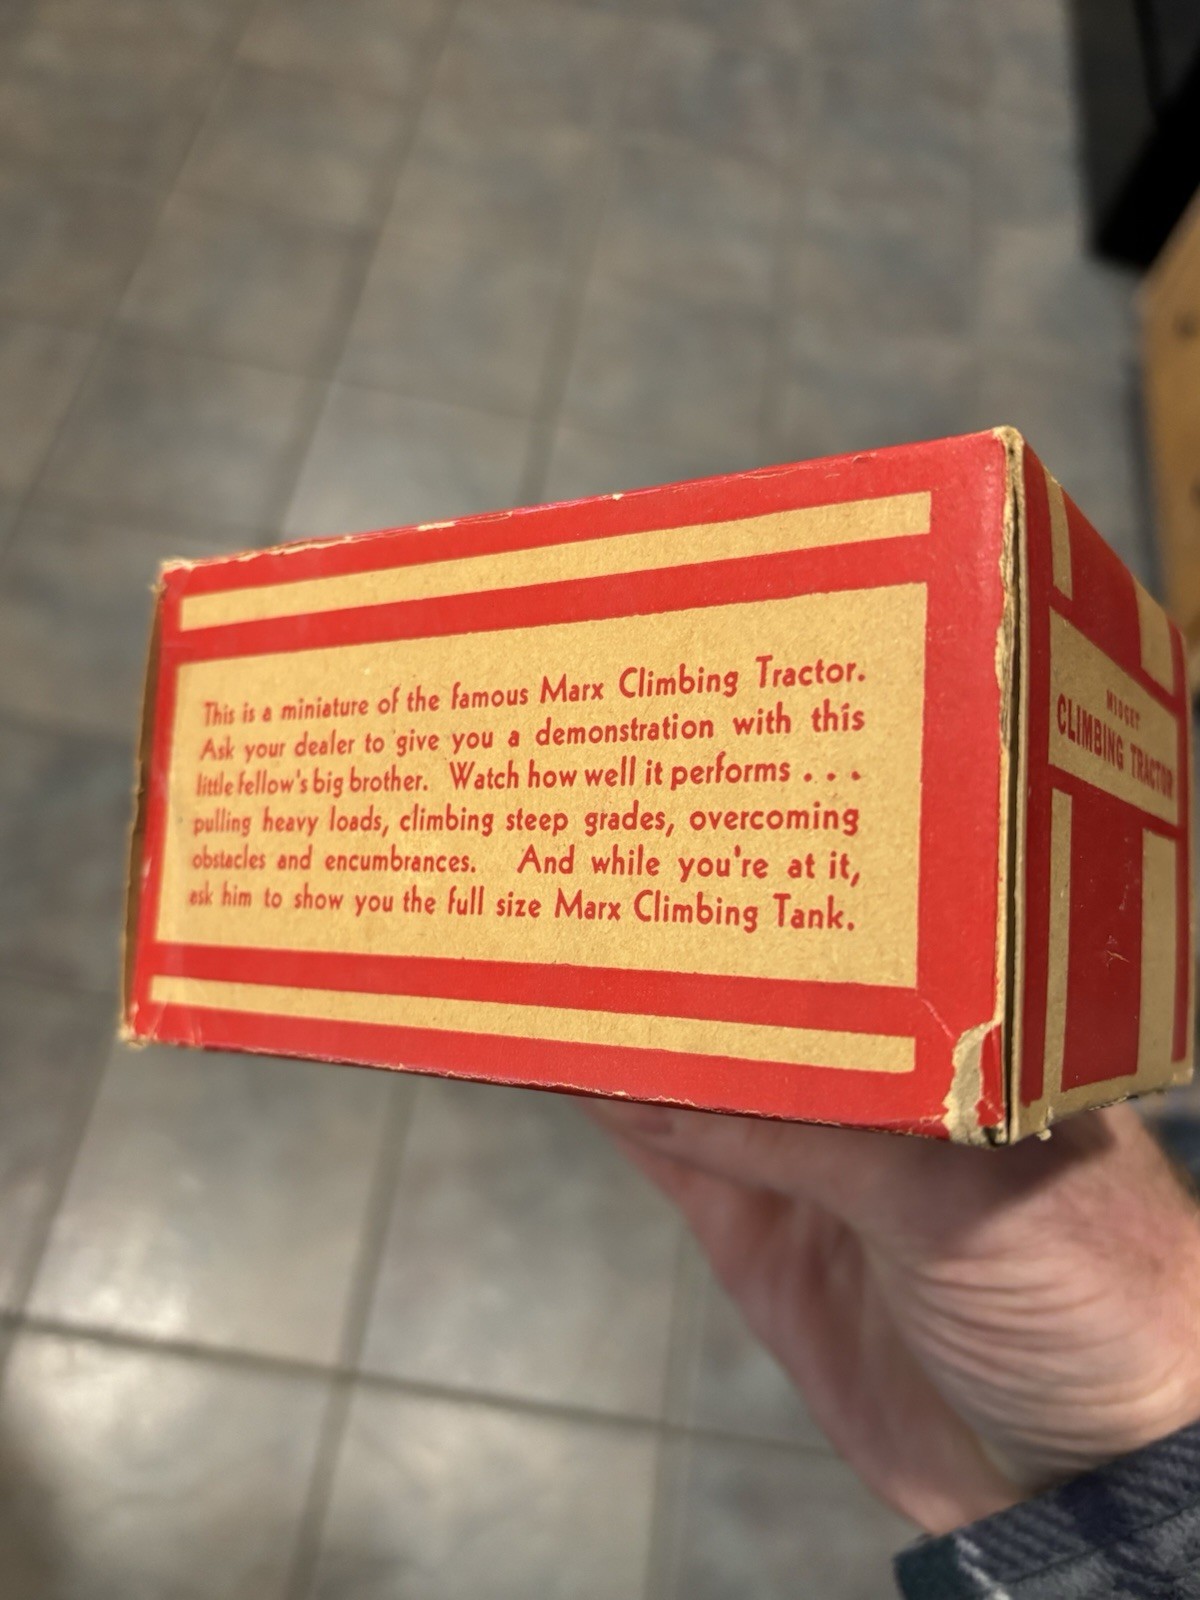 This is a miniature of the famous Marx Climbing Tractor.
Ask your dealer to give you a demonstration with this
little fellow's big brother. Watch how well it performs . . .
pulling heavy loads, climbing steep grades, overcoming
obstacles and encumbrances. And while you're at it,
ask him to show you the full size Marx Climbing Tank.
MIDGET
CLIMBING TRACTOR